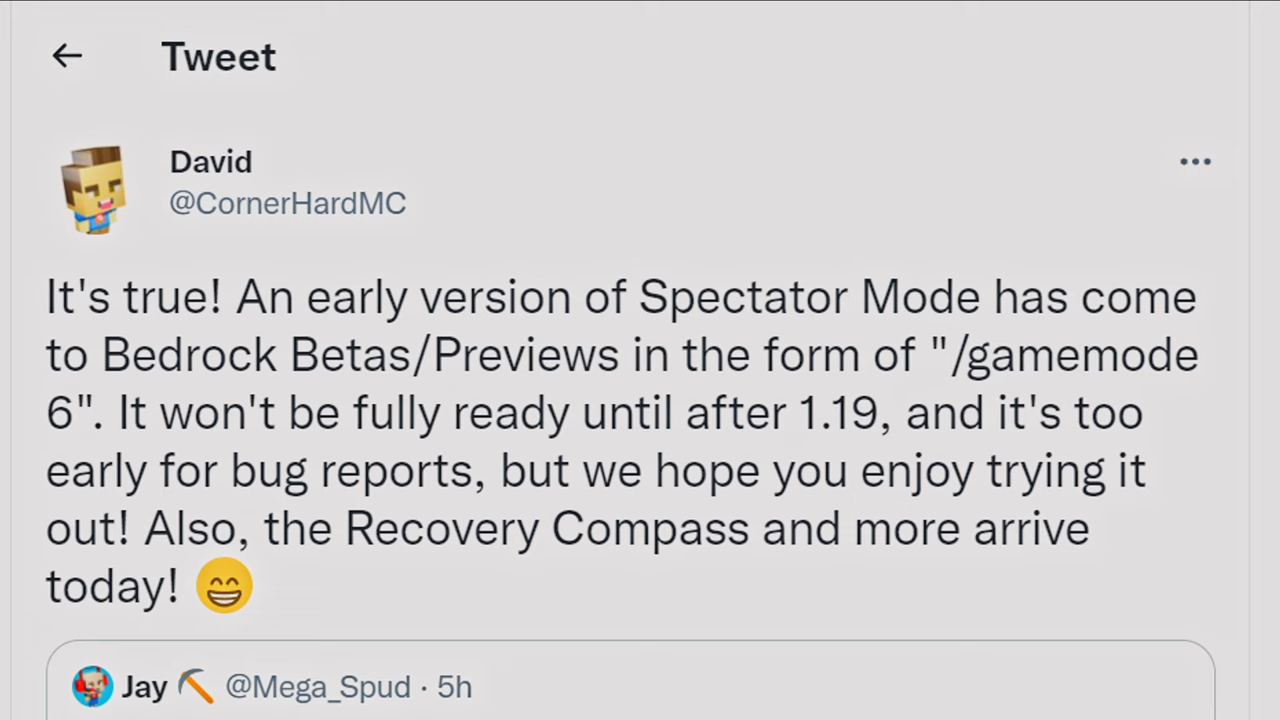 Tweet
David
@CornerHardMC
It's true! An early version of Spectator Mode has come
to Bedrock Betas/Previews in the form of "/gamemode
6". It won't be fully ready until after 1.19, and it's too
early for bug reports, but we hope you enjoy trying it
out! Also, the Recovery Compass and more arrive
today! 😁
Jay ⛏ @Mega_Spud · 5h